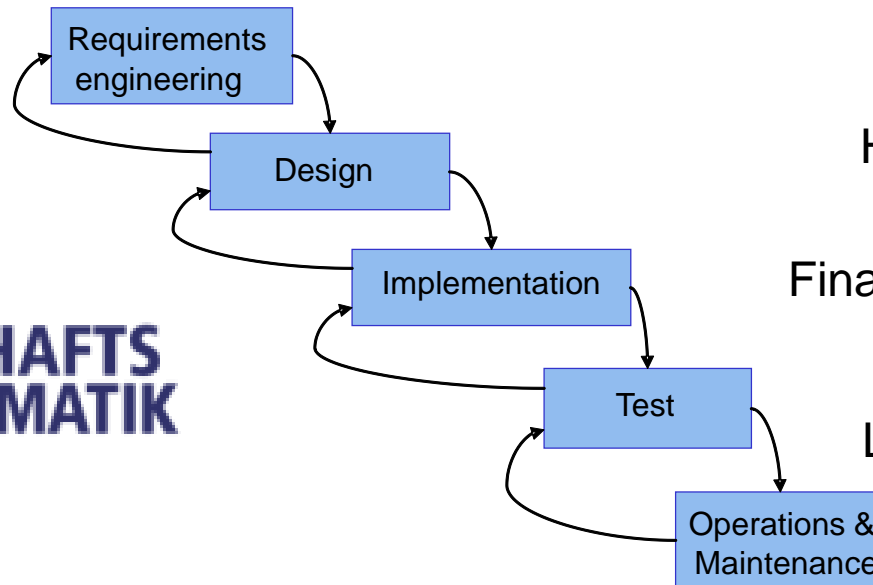 Requirements
engineering
H
Design
Fina
Implementation
HAFTS
MATIK
Test
L
Operations &
Maintenance